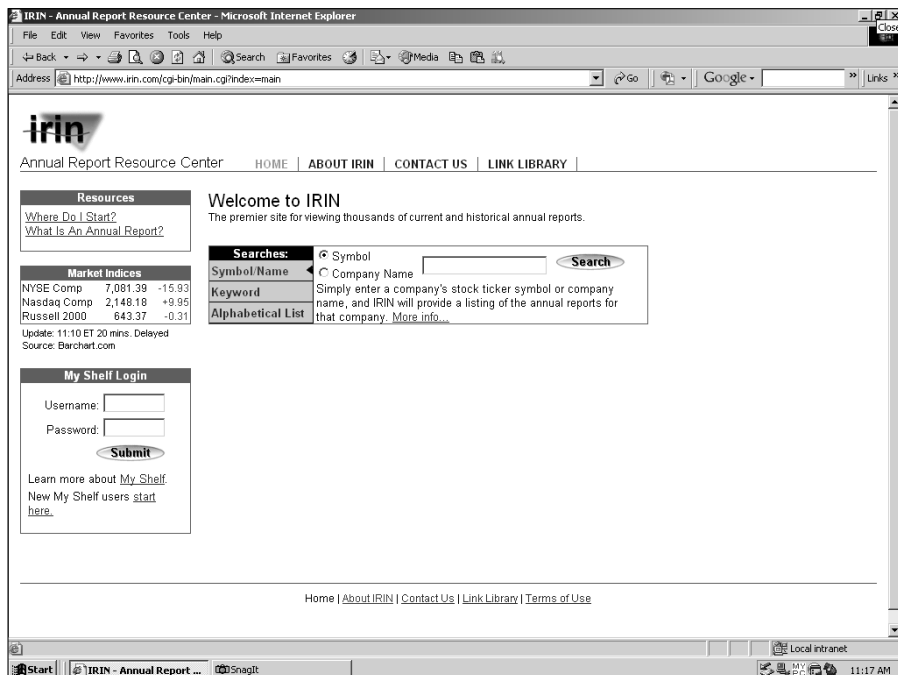 IRIN - Annual Report Resource Center - Microsoft Internet Explorer
Close
File Edit View Favorites Tools Help
Back Search Favorites Media
Address http://www.irin.com/cgi-bin/main.cgi?index=main Go Google Links
irin
Annual Report Resource Center HOME | ABOUT IRIN | CONTACT US | LINK LIBRARY |
Resources
Where Do I Start?
What Is An Annual Report?
Market Indices
NYSE Comp 7,081.39 -15.93
Nasdaq Comp 2,148.18 +9.95
Russell 2000 643.37 -0.31
Update: 11:10 ET 20 mins. Delayed
Source: Barchart.com
My Shelf Login
Username:
Password:
Submit
Learn more about My Shelf.
New My Shelf users start
here.
Welcome to IRIN
The premier site for viewing thousands of current and historical annual reports.
Searches:
Symbol/Name
Keyword
Alphabetical List
Symbol
Company Name
Search
Simply enter a company's stock ticker symbol or company
name, and IRIN will provide a listing of the annual reports for
that company. More info...
Home | About IRIN | Contact Us | Link Library | Terms of Use
Local intranet
Start IRIN - Annual Report ... SnagIt MY PC 11:17 AM